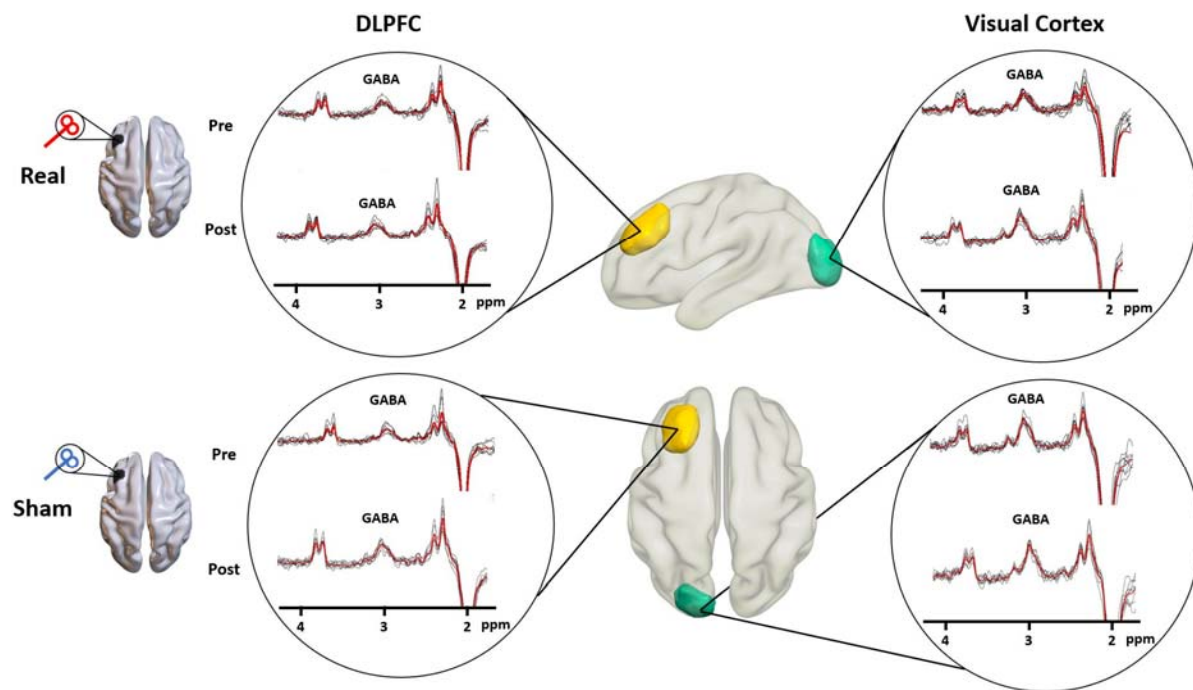 DLPFC
Visual Cortex
GABA
GABA
Pre
Real
GABA
GABA
Post
4 3 2 ppm
4 3 2 ppm
GABA
GABA
Pre
Sham
GABA
GABA
Post
4 3 2 ppm
4 3 2 ppm